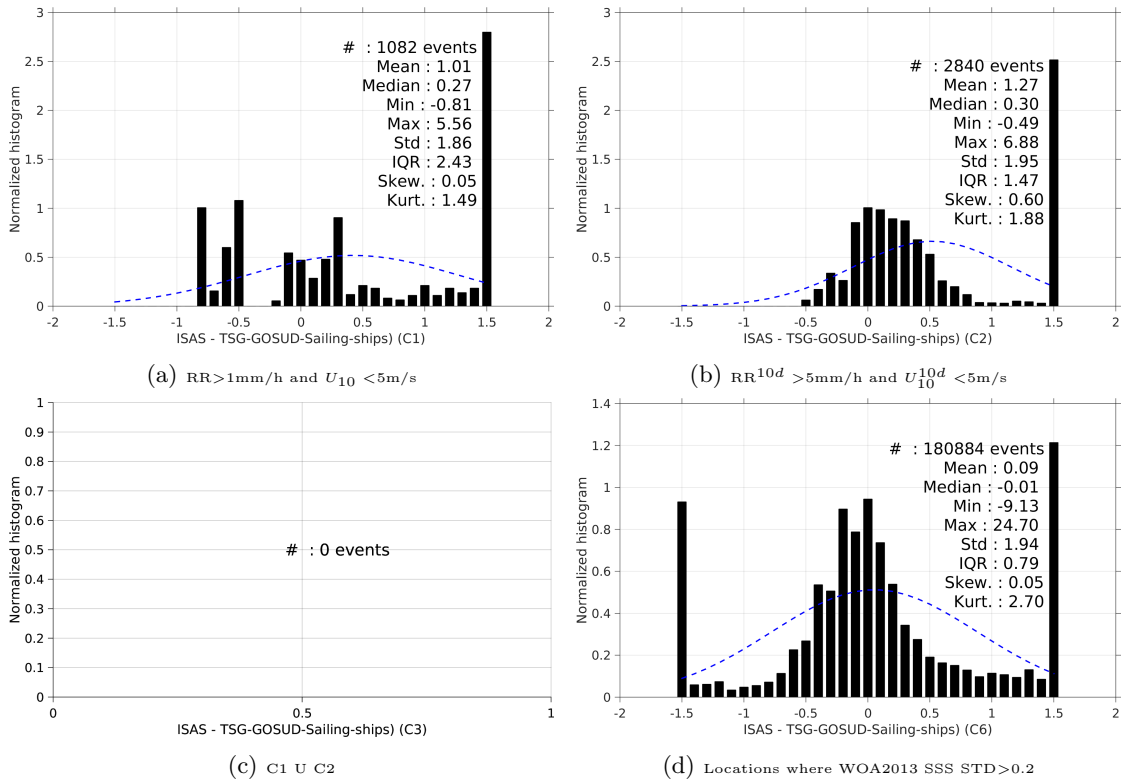 3
2.5
2
1.5
1
0.5
0
-2
-1.5
-1
-0.5
0
0.5
1
1.5
2
Normalized histogram
# : 1082 events
Mean : 1.01
Median : 0.27
Min : -0.81
Max : 5.56
Std : 1.86
IQR : 2.43
Skew. : 0.05
Kurt. : 1.49
ISAS - TSG-GOSUD-Sailing-ships) (C1)
(a) RR>1mm/h and U10 <5m/s
3
2.5
2
1.5
1
0.5
0
-2
-1.5
-1
-0.5
0
0.5
1
1.5
2
Normalized histogram
# : 2840 events
Mean : 1.27
Median : 0.30
Min : -0.49
Max : 6.88
Std : 1.95
IQR : 1.47
Skew. : 0.60
Kurt. : 1.88
ISAS - TSG-GOSUD-Sailing-ships) (C2)
(b) RR^10d >5mm/h and U_10^10d <5m/s
1
0.9
0.8
0.7
0.6
0.5
0.4
0.3
0.2
0.1
0
0
0.5
1
Normalized histogram
# : 0 events
ISAS - TSG-GOSUD-Sailing-ships) (C3)
(c) C1 U C2
1.4
1.2
1
0.8
0.6
0.4
0.2
0
-2
-1.5
-1
-0.5
0
0.5
1
1.5
2
Normalized histogram
# : 180884 events
Mean : 0.09
Median : -0.01
Min : -9.13
Max : 24.70
Std : 1.94
IQR : 0.79
Skew. : 0.05
Kurt. : 2.70
ISAS - TSG-GOSUD-Sailing-ships) (C6)
(d) Locations where WOA2013 SSS STD>0.2